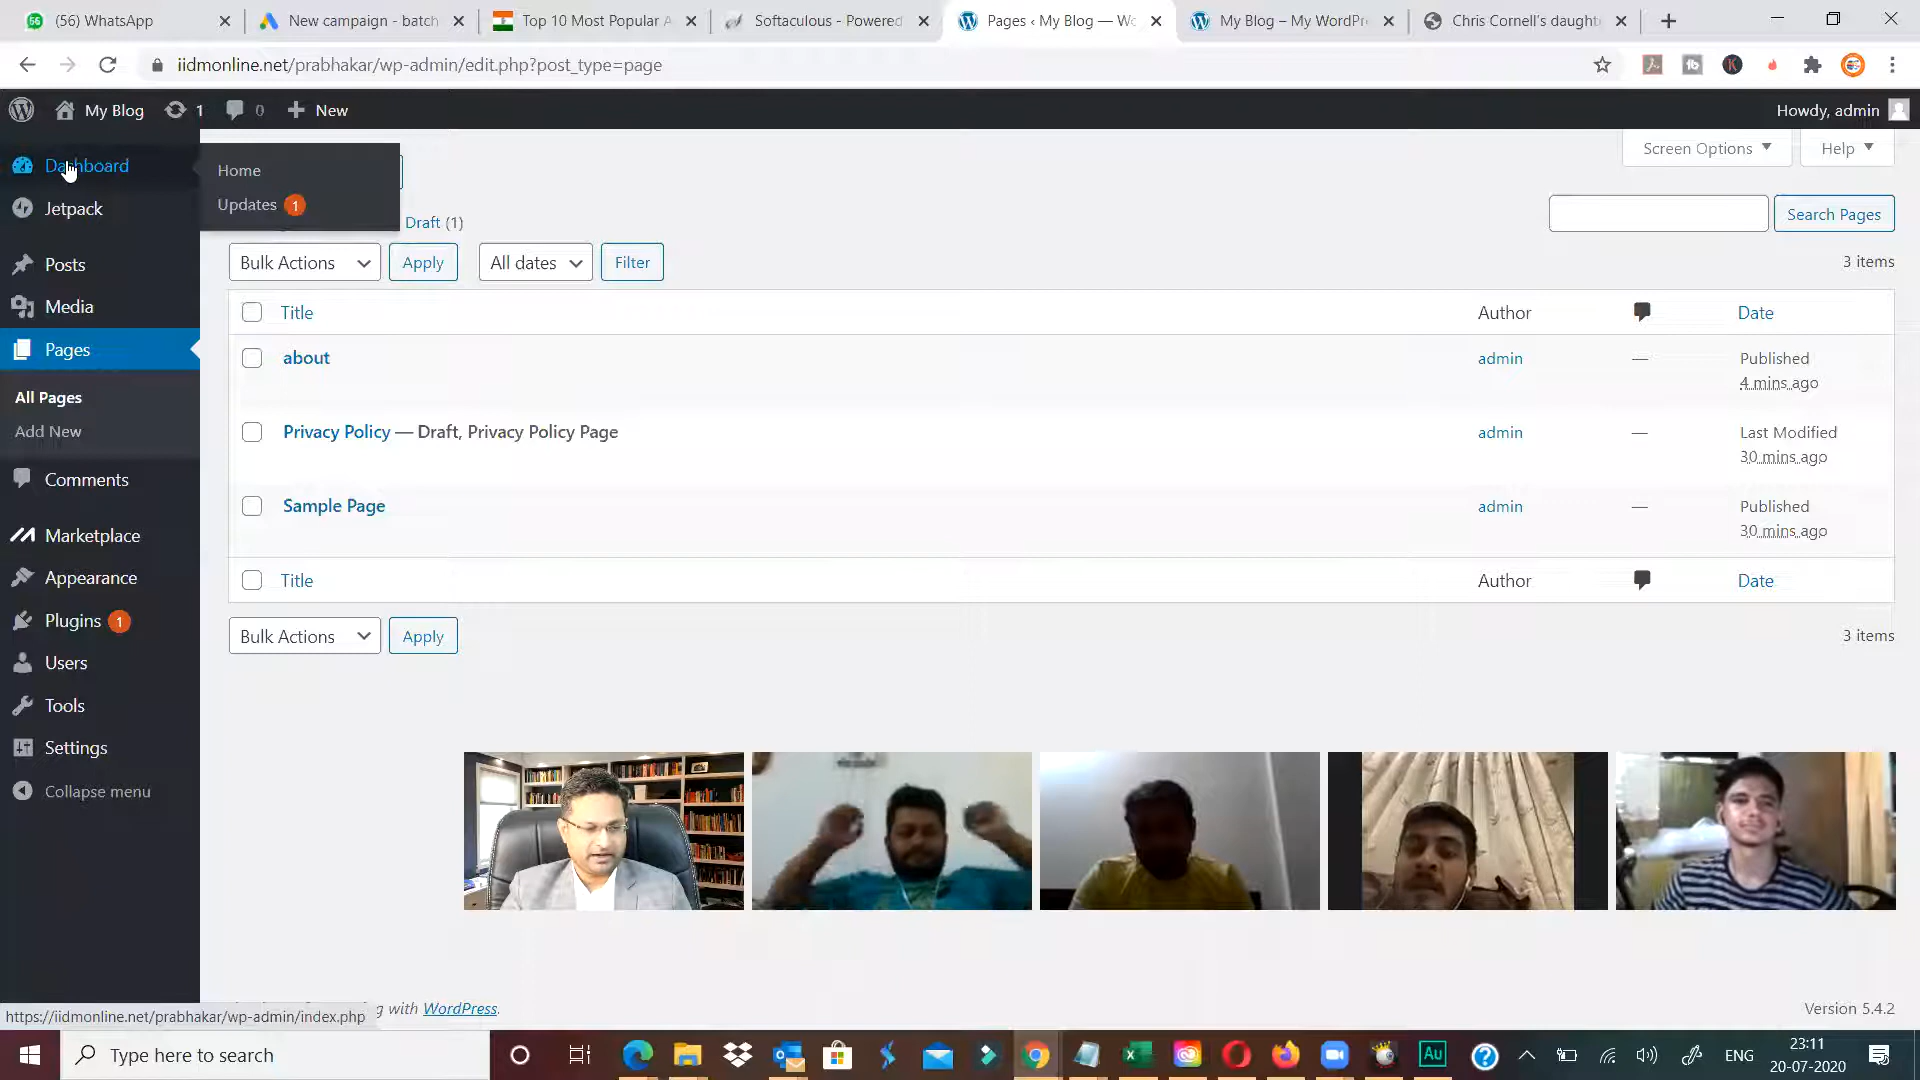 (56) WhatsApp
New campaign - batch
Top 10 Most Popular A
Softaculous - Powered
Pages ‹ My Blog — Wo
My Blog – My WordPr
Chris Cornell's daught
iidmonline.net/prabhakar/wp-admin/edit.php?post_type=page
My Blog 1 0 New
Howdy, admin
Dashboard
Home
Updates 1
Screen Options
Help
Jetpack
Draft (1)
Search Pages
Posts
Bulk Actions Apply All dates Filter
3 items
Media
Title Author Date
Pages
about admin — Published
4 mins ago
All Pages
Add New
Privacy Policy — Draft, Privacy Policy Page admin — Last Modified
30 mins ago
Comments
Sample Page admin — Published
30 mins ago
Marketplace
Appearance
Title Author Date
Plugins 1
Bulk Actions Apply
3 items
Users
Tools
Settings
Collapse menu
g with WordPress.
Version 5.4.2
https://iidmonline.net/prabhakar/wp-admin/index.php
Type here to search
Au
ENG
23:11
20-07-2020